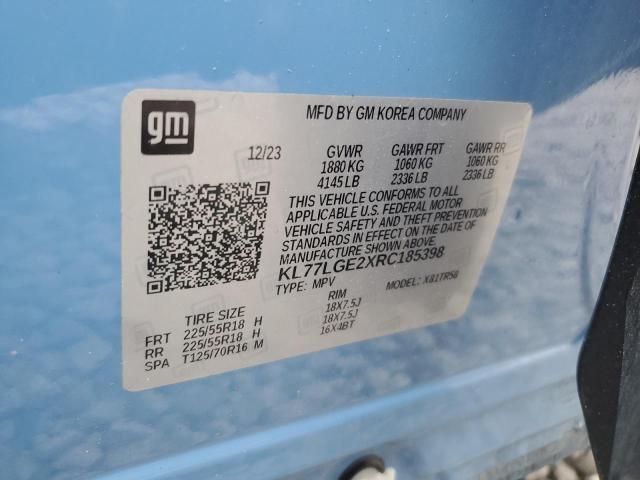 gm
MFD BY GM KOREA COMPANY
12/23 GVWR GAWR FRT GAWR RR
1880 KG 1060 KG 1060 KG
4145 LB 2336 LB 2336 LB
THIS VEHICLE CONFORMS TO ALL
APPLICABLE U.S. FEDERAL MOTOR
VEHICLE SAFETY AND THEFT PREVENTION
STANDARDS IN EFFECT ON THE DATE OF
MANUFACTURE SHOWN ABOVE.
KL77LGE2XRC185398
TYPE: MPV MODEL: X81TR58
TIRE SIZE RIM
FRT 225/55R18 H 18X7.5J
RR 225/55R18 H 18X7.5J
SPA T125/70R16 M 16X4BT